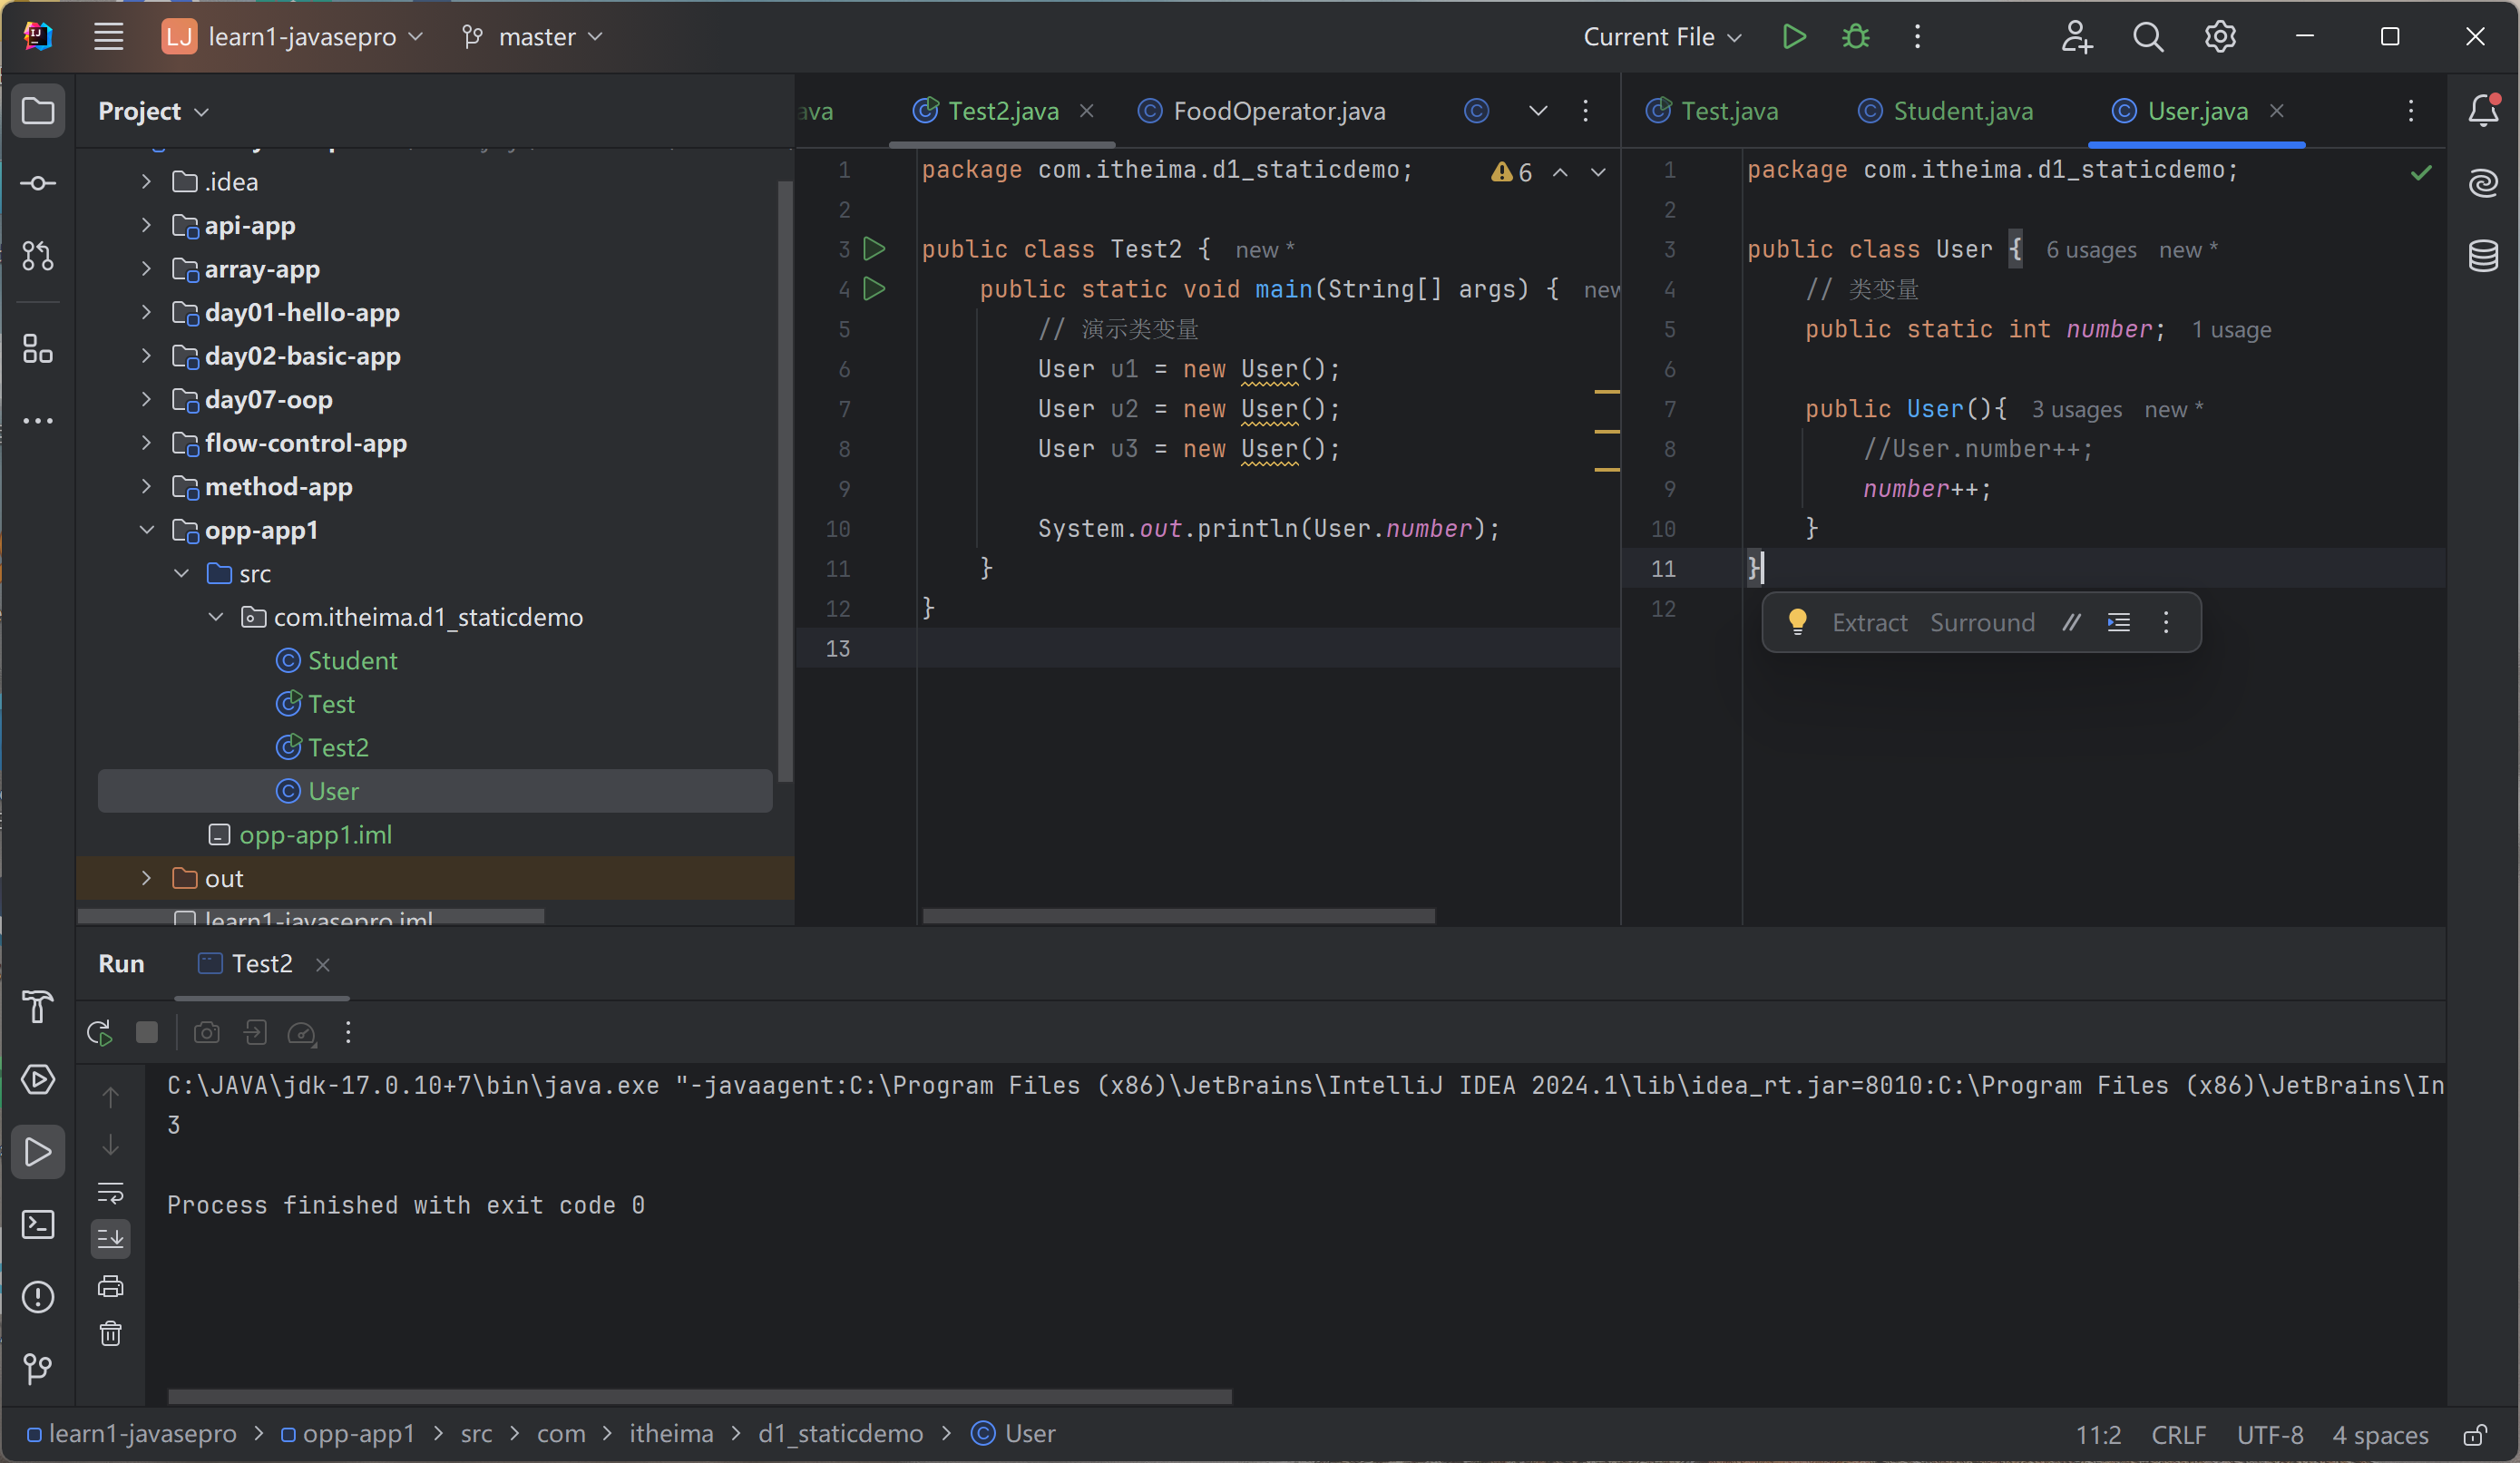 LJ learn1-javasepro master Current File
Project
.idea
api-app
array-app
day01-hello-app
day02-basic-app
day07-oop
flow-control-app
method-app
opp-app1
src
com.itheima.d1_staticdemo
Student
Test
Test2
User
opp-app1.iml
out
learn1-javasepro.iml
ava Test2.java FoodOperator.java
6
1 package com.itheima.d1_staticdemo;
2
3 public class Test2 { new *
4 public static void main(String[] args) { new
5 // 演示类变量
6 User u1 = new User();
7 User u2 = new User();
8 User u3 = new User();
9
10 System.out.println(User.number);
11 }
12 }
13
Test.java Student.java User.java
1 package com.itheima.d1_staticdemo;
2
3 public class User { 6 usages new *
4 // 类变量
5 public static int number; 1 usage
6
7 public User(){ 3 usages new *
8 //User.number++;
9 number++;
10 }
11 }
12
Extract Surround //
Run Test2
C:\JAVA\jdk-17.0.10+7\bin\java.exe "-javaagent:C:\Program Files (x86)\JetBrains\IntelliJ IDEA 2024.1\lib\idea_rt.jar=8010:C:\Program Files (x86)\JetBrains\In
3
Process finished with exit code 0
learn1-javasepro > opp-app1 > src > com > itheima > d1_staticdemo > User
11:2 CRLF UTF-8 4 spaces